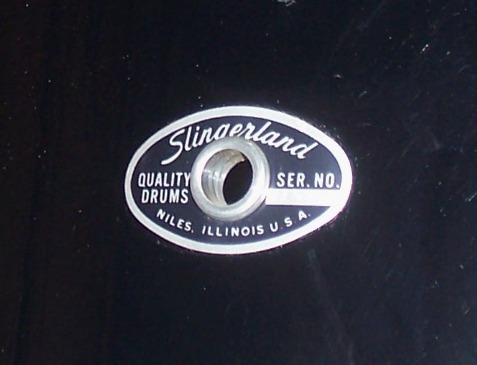 Slingerland
QUALITY DRUMS
SER. NO.
NILES, ILLINOIS U.S.A.